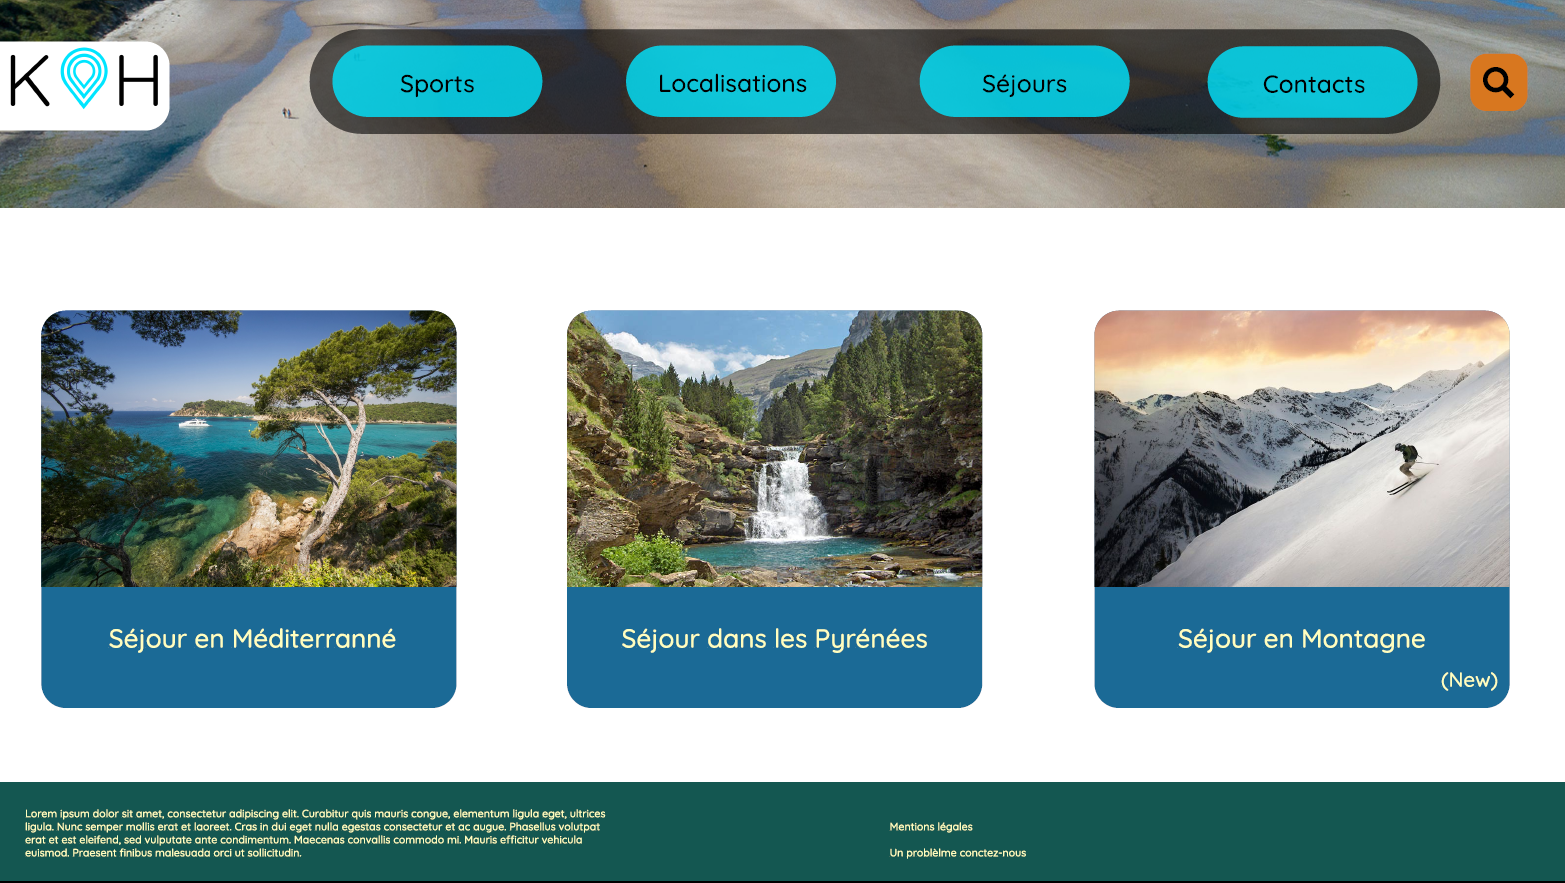 K H
Sports
Localisations
Séjours
Contacts
Séjour en Méditerranné
Séjour dans les Pyrénées
Séjour en Montagne
(New)
Lorem ipsum dolor sit amet, consectetur adipiscing elit. Curabitur quis mauris congue, elementum ligula eget, ultrices
ligula. Nunc semper mollis erat et laoreet. Cras in dui eget nulla egestas consectetur et ac augue. Phasellus volutpat
erat et est eleifend, sed vulputate ante condimentum. Maecenas convallis commodo mi. Mauris efficitur vehicula
euismod. Praesent finibus malesuada orci ut sollicitudin.
Mentions légales
Un problèlme conctez-nous